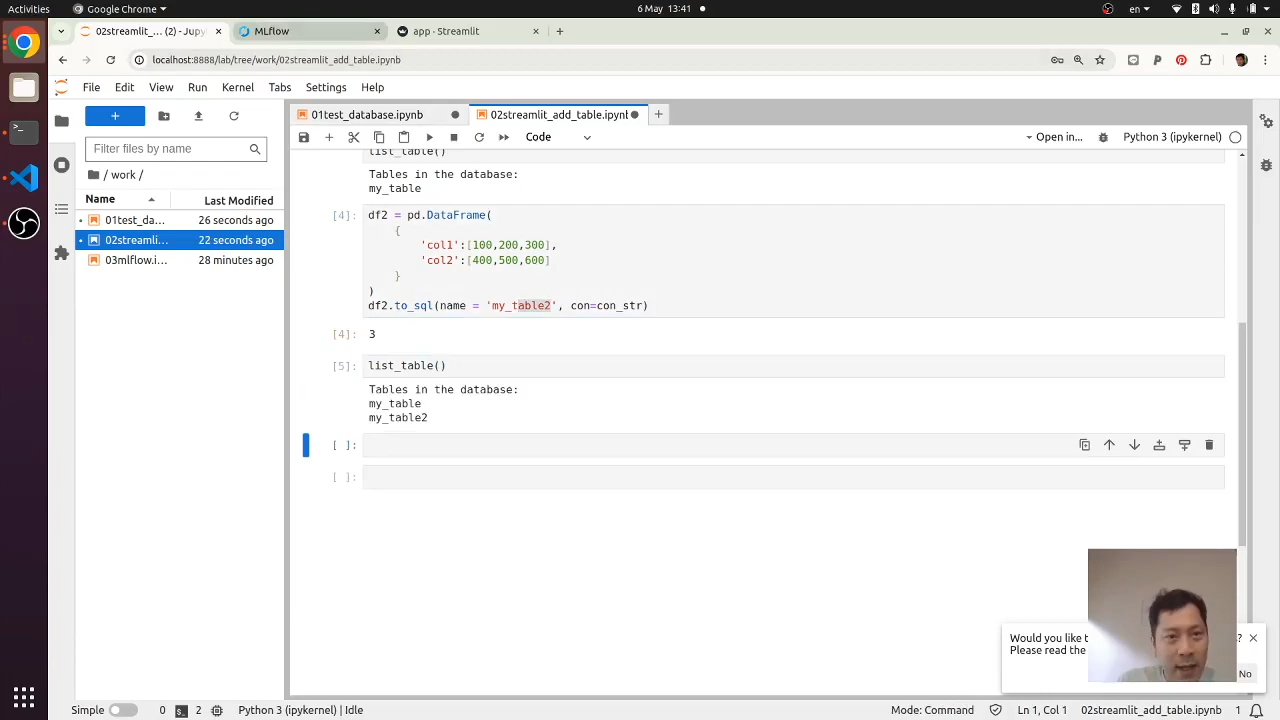 Activities
Google Chrome
6 May 13:41
en
02streamlit_... (2) - Jupy
MLflow
app · Streamlit
localhost:8888/lab/tree/work/02streamlit_add_table.ipynb
File Edit View Run Kernel Tabs Settings Help
01test_database.ipynb
02streamlit_add_table.ipynb
Filter files by name
Code
Open in...
Python 3 (ipykernel)
/ work /
Name
Last Modified
01test_da...
26 seconds ago
02streamli...
22 seconds ago
03mlflow.i...
28 minutes ago
list_table()
Tables in the database:
my_table
[4]:
df2 = pd.DataFrame(
{
'col1':[100,200,300],
'col2':[400,500,600]
}
)
df2.to_sql(name = 'my_table2', con=con_str)
[4]: 3
[5]: list_table()
Tables in the database:
my_table
my_table2
[ ]:
[ ]:
Would you like t
?
Please read the
No
Simple
0
2
Python 3 (ipykernel) | Idle
Mode: Command
Ln 1, Col 1
02streamlit_add_table.ipynb
1